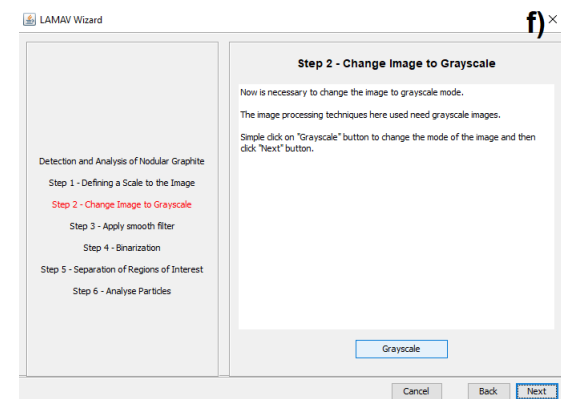 LAMAV Wizard
f)
Step 2 - Change Image to Grayscale
Now is necessary to change the image to grayscale mode.
The image processing techniques here used need grayscale images.
Simple click on "Grayscale" button to change the mode of the image and then
click "Next" button.
Detection and Analysis of Nodular Graphite
Step 1 - Defining a Scale to the Image
Step 2 - Change Image to Grayscale
Step 3 - Apply smooth filter
Step 4 - Binarization
Step 5 - Separation of Regions of Interest
Step 6 - Analyse Particles
Grayscale
Cancel Back Next